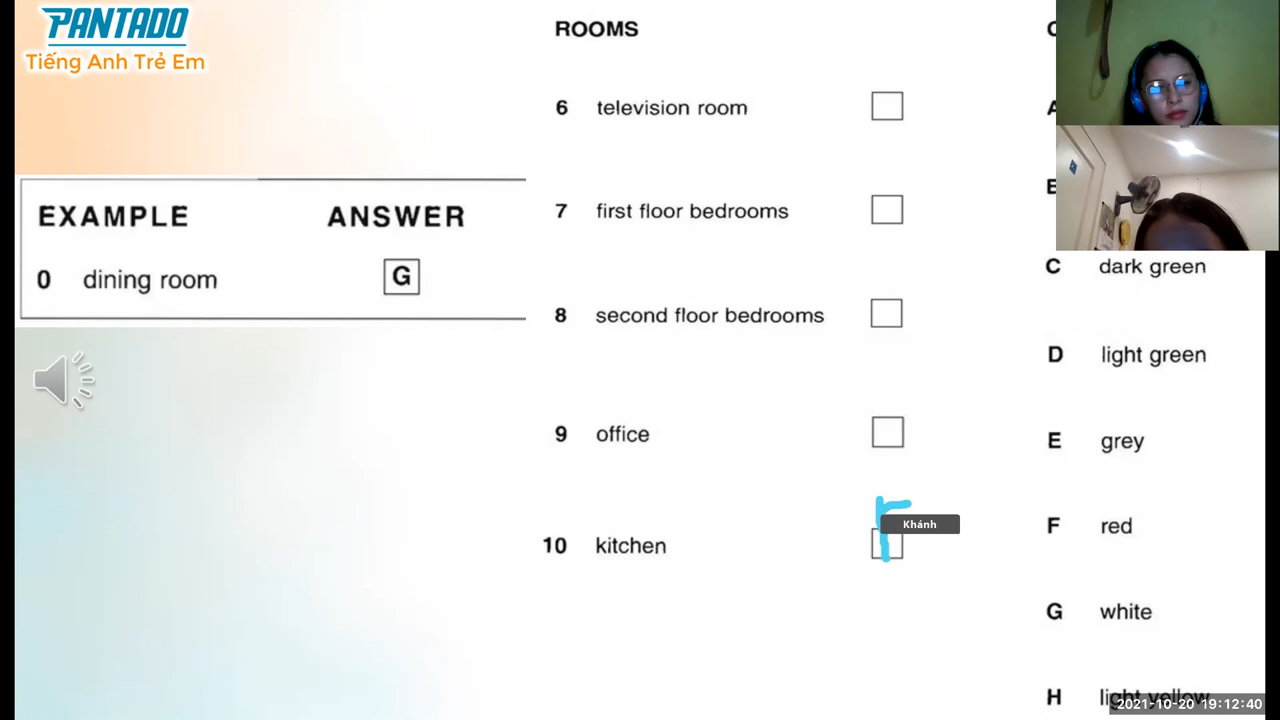 PANTADO
Tiếng Anh Trẻ Em
EXAMPLE ANSWER
0 dining room G
ROOMS
6 television room
7 first floor bedrooms
8 second floor bedrooms
9 office
10 kitchen
Khánh
C dark green
D light green
E grey
F red
G white
H light yellow
2021-10-20 19:12:40